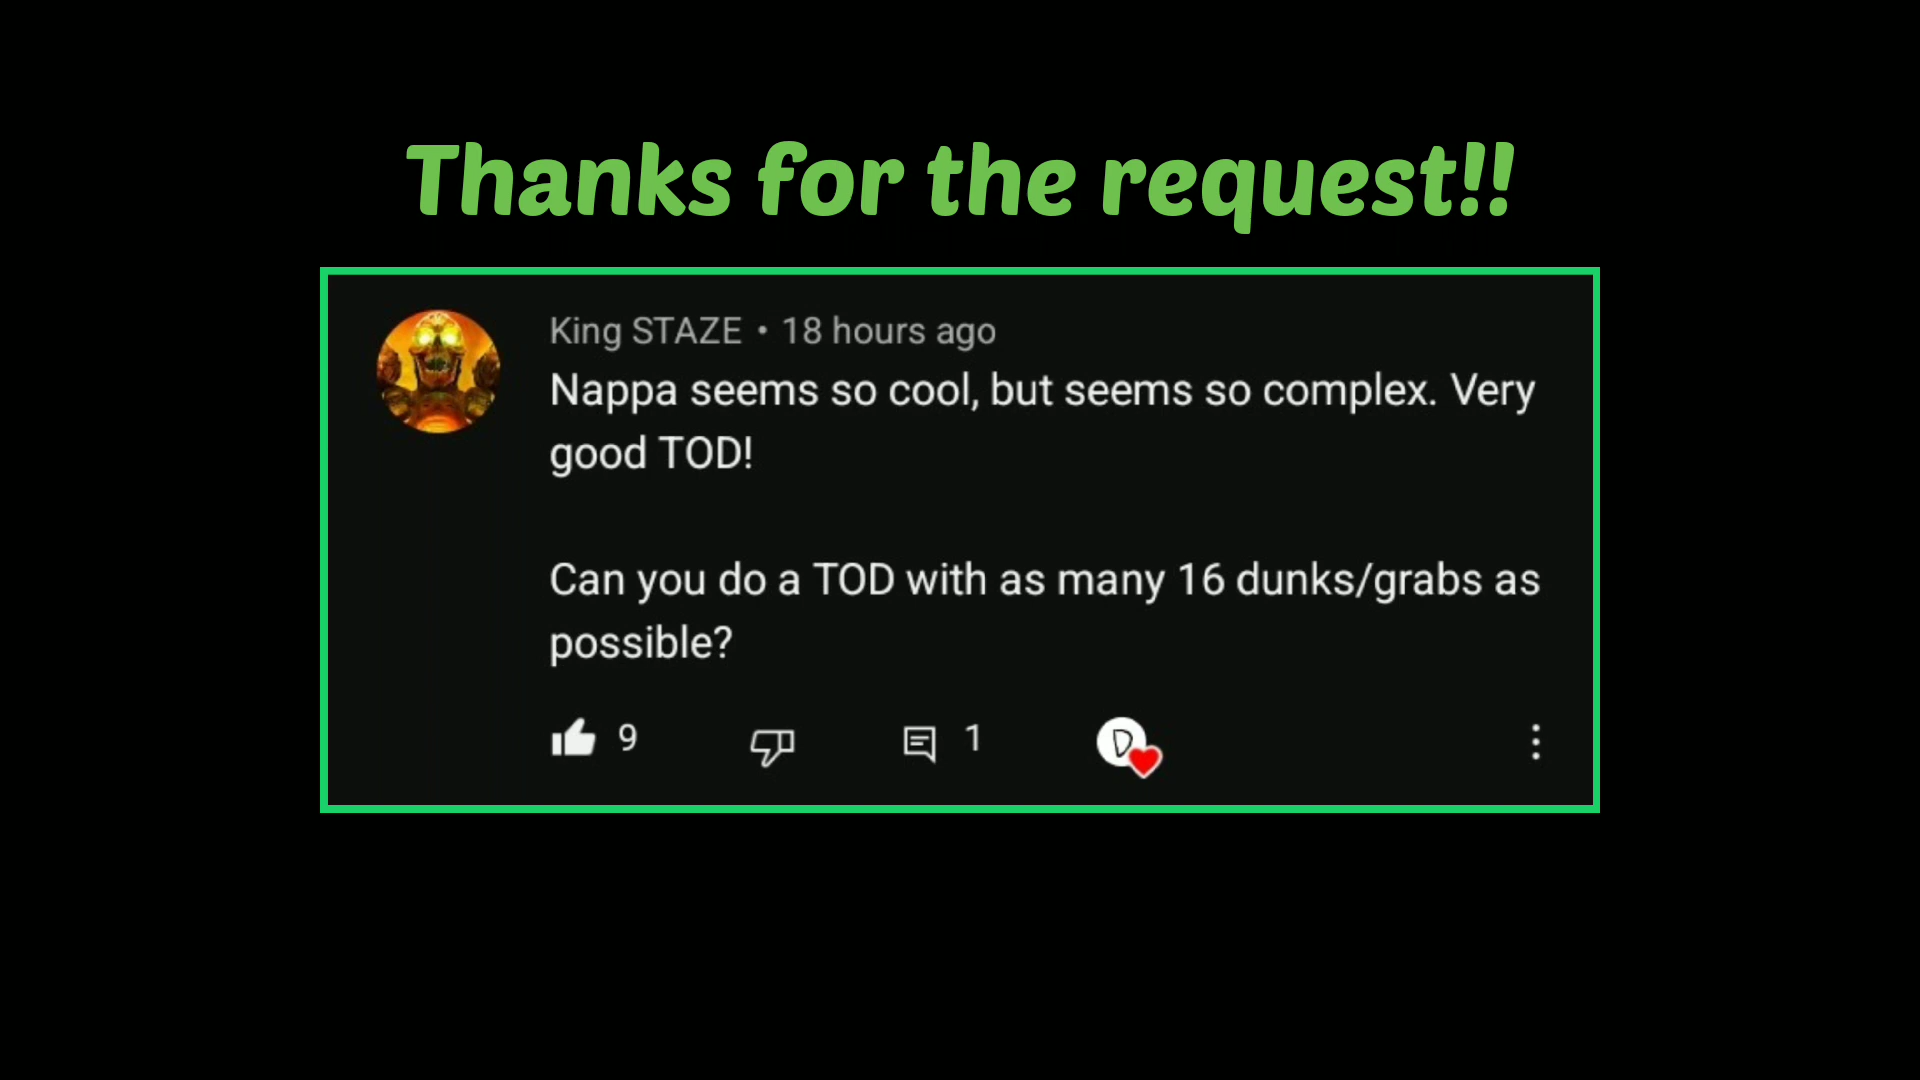 Thanks for the request!!
King STAZE • 18 hours ago
Nappa seems so cool, but seems so complex. Very
good TOD!
Can you do a TOD with as many 16 dunks/grabs as
possible?
9 1 D